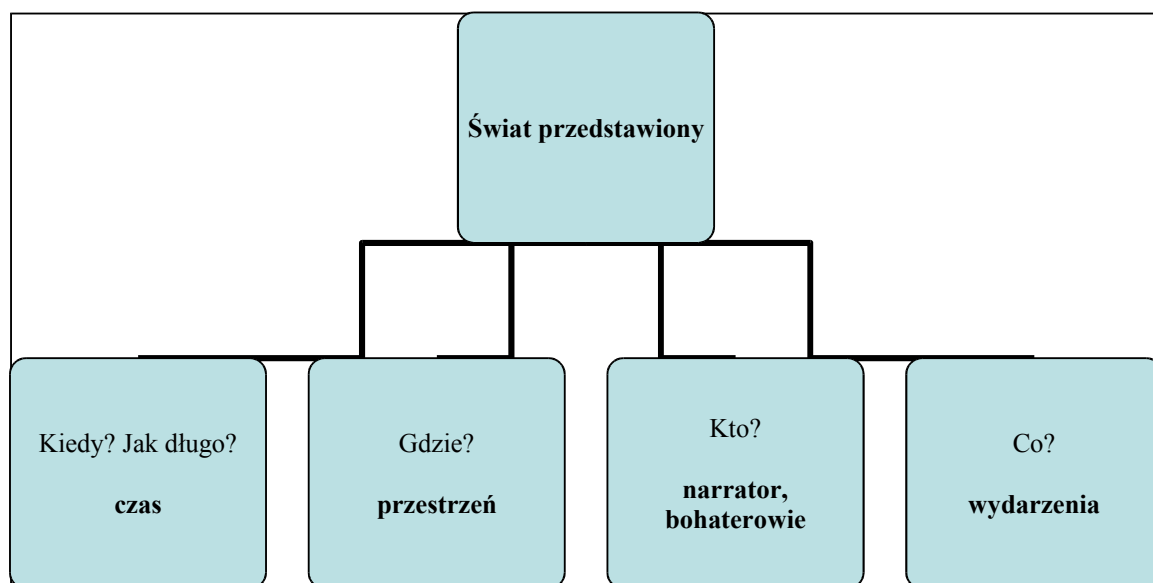 Świat przedstawiony
Kiedy? Jak długo?
czas
Gdzie?
przestrzeń
Kto?
narrator,
bohaterowie
Co?
wydarzenia